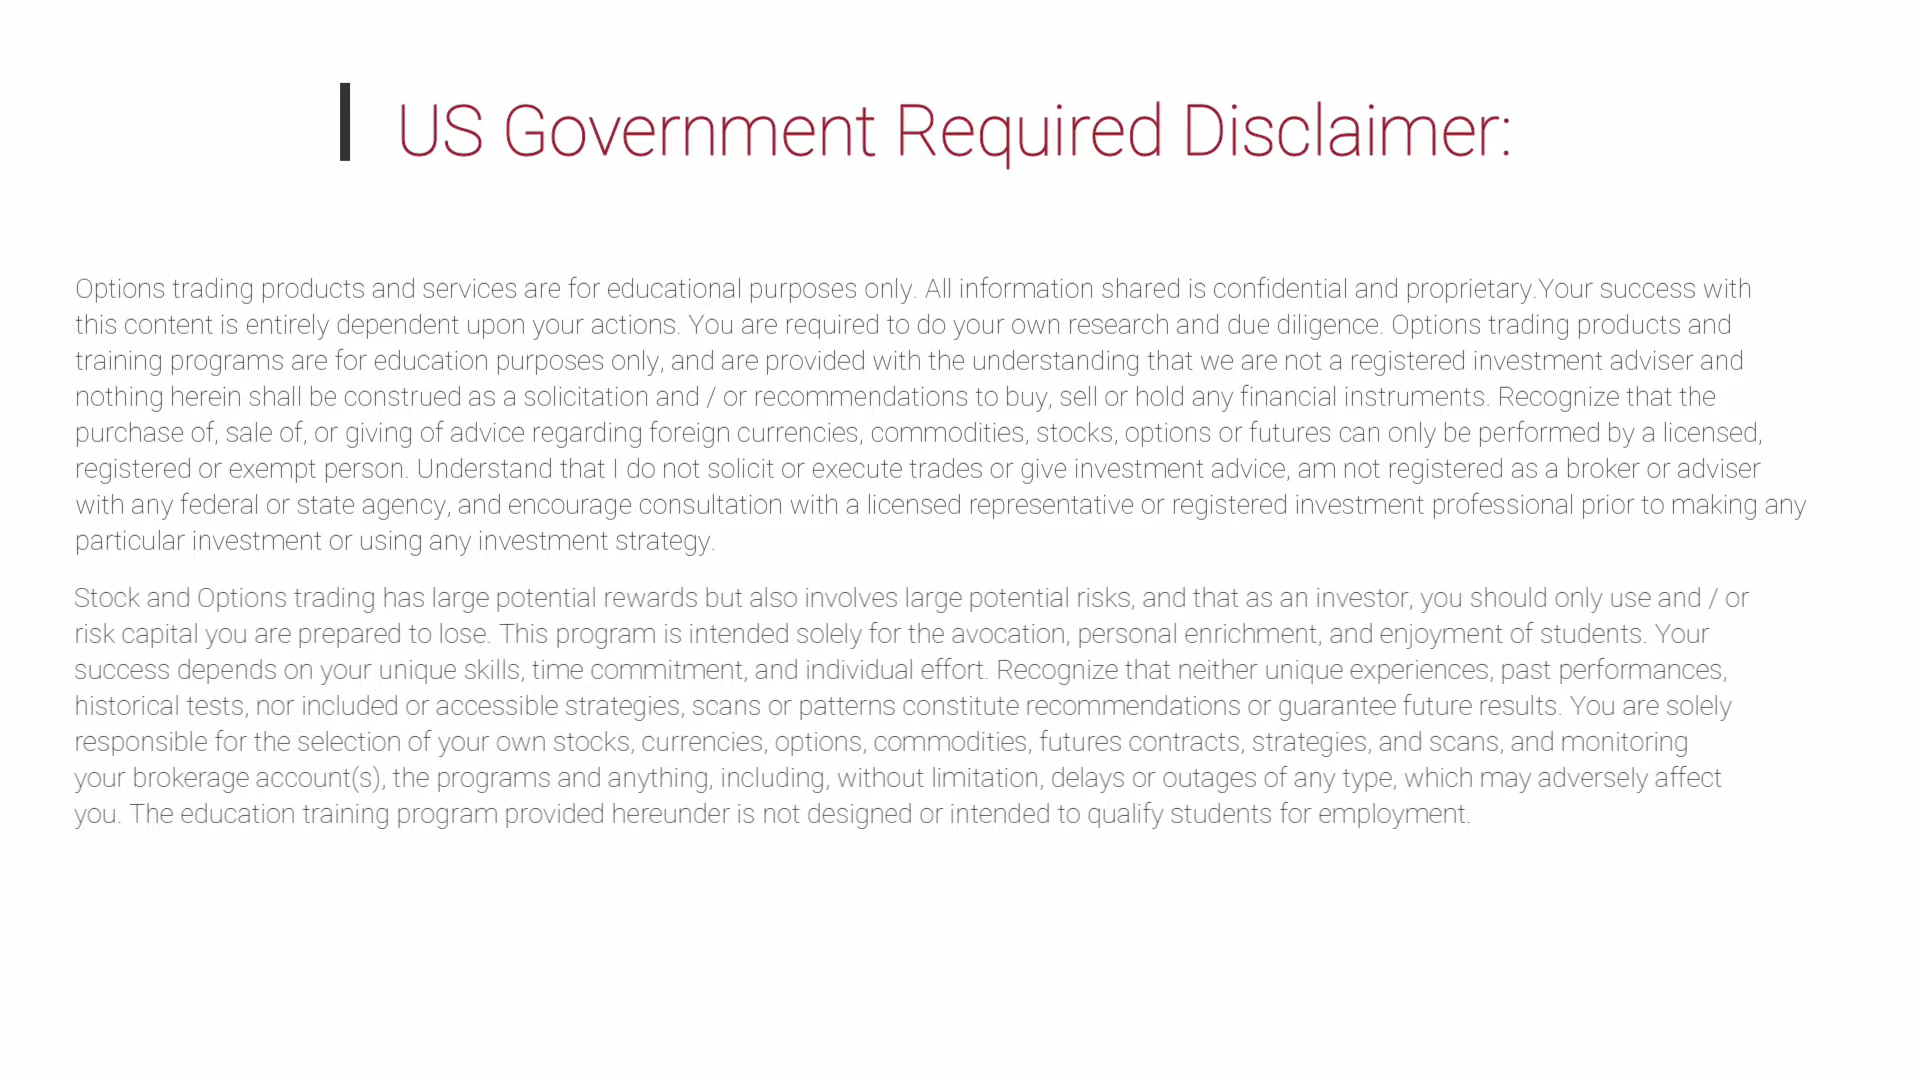 US Government Required Disclaimer:
Options trading products and services are for educational purposes only. All information shared is confidential and proprietary.Your success with
this content is entirely dependent upon your actions. You are required to do your own research and due diligence. Options trading products and
training programs are for education purposes only, and are provided with the understanding that we are not a registered investment adviser and
nothing herein shall be construed as a solicitation and / or recommendations to buy, sell or hold any financial instruments. Recognize that the
purchase of, sale of, or giving of advice regarding foreign currencies, commodities, stocks, options or futures can only be performed by a licensed,
registered or exempt person. Understand that I do not solicit or execute trades or give investment advice, am not registered as a broker or adviser
with any federal or state agency, and encourage consultation with a licensed representative or registered investment professional prior to making any
particular investment or using any investment strategy.
Stock and Options trading has large potential rewards but also involves large potential risks, and that as an investor, you should only use and / or
risk capital you are prepared to lose. This program is intended solely for the avocation, personal enrichment, and enjoyment of students. Your
success depends on your unique skills, time commitment, and individual effort. Recognize that neither unique experiences, past performances,
historical tests, nor included or accessible strategies, scans or patterns constitute recommendations or guarantee future results. You are solely
responsible for the selection of your own stocks, currencies, options, commodities, futures contracts, strategies, and scans, and monitoring
your brokerage account(s), the programs and anything, including, without limitation, delays or outages of any type, which may adversely affect
you. The education training program provided hereunder is not designed or intended to qualify students for employment.